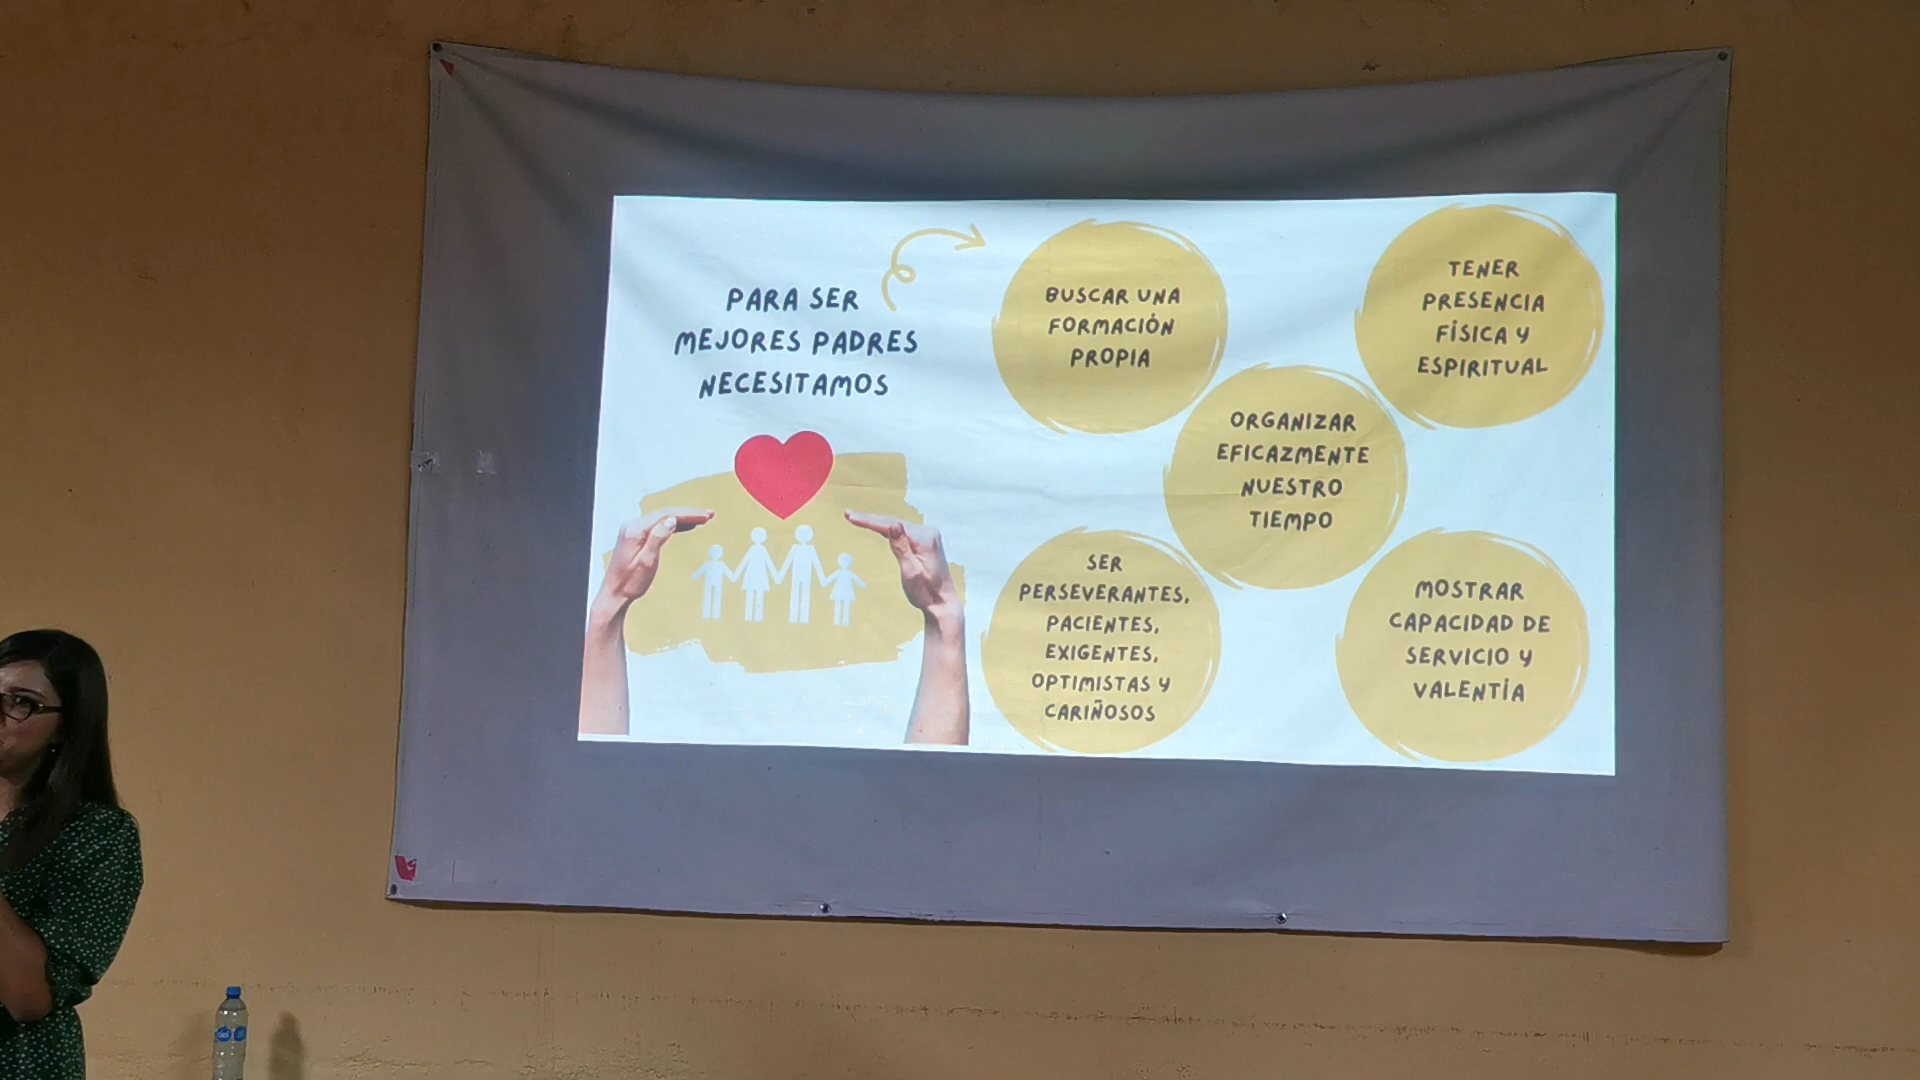 PARA SER
MEJORES PADRES
NECESITAMOS
BUSCAR UNA
FORMACIÓN
PROPIA
TENER
PRESENCIA
FÍSICA Y
ESPIRITUAL
ORGANIZAR
EFICAZMENTE
NUESTRO
TIEMPO
SER
PERSEVERANTES,
PACIENTES,
EXIGENTES,
OPTIMISTAS Y
CARIÑOSOS
MOSTRAR
CAPACIDAD DE
SERVICIO Y
VALENTÍA
ciel